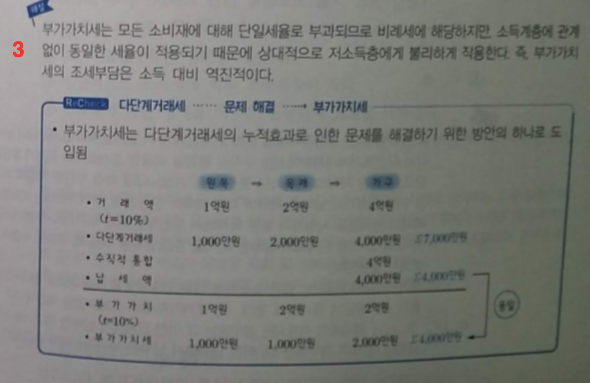 해설
부가가치세는 모든 소비재에 대해 단일세율로 부과되므로 비례세에 해당하지만, 소득계층에 관계
3 없이 동일한 세율이 적용되기 때문에 상대적으로 저소득층에게 불리하게 작용한다. 즉, 부가가치
세의 조세부담은 소득 대비 역진적이다.
ReCheck 다단계거래세 ······ 문제 해결 ······→ 부가가치세
• 부가가치세는 다단계거래세의 누적효과로 인한 문제를 해결하기 위한 방안의 하나로 도
입됨
원목 ⇒ 목재 ⇒ 가구
• 거 래 액 1억원 2억원 4억원
(t=10%)
• 다단계거래세 1,000만원 2,000만원 4,000만원 Σ7,000만원
• 수직적 통합 4억원
• 납 세 액 4,000만원 Σ4,000만원
• 부 가 가 치 1억원 2억원 2억원
(t=10%)
동일
• 부가가치세 1,000만원 1,000만원 2,000만원 Σ4,000만원